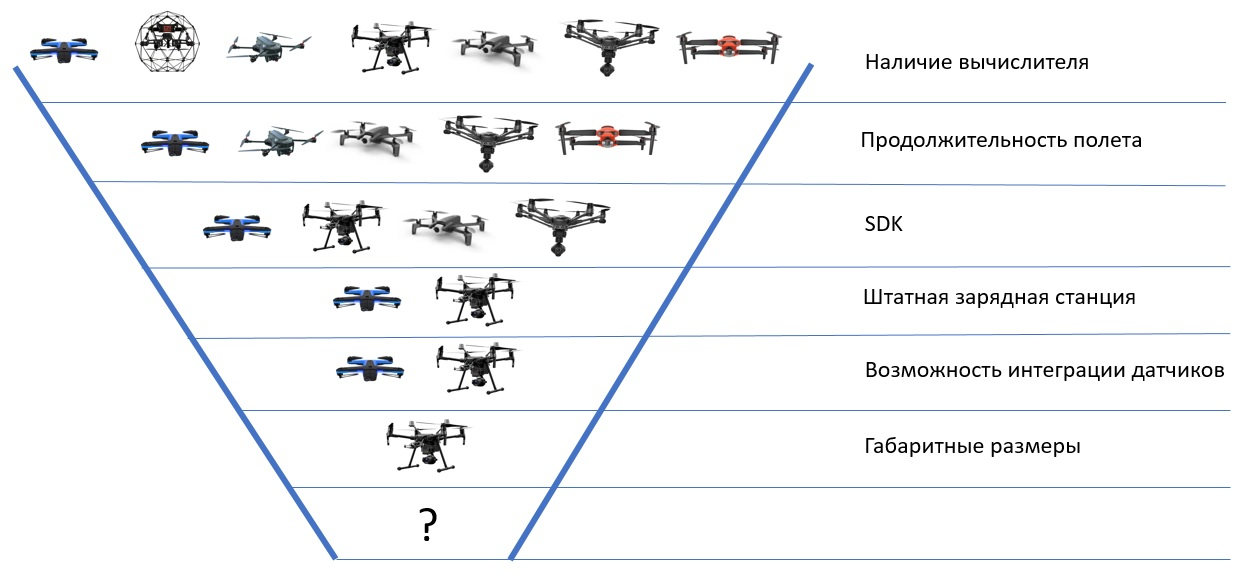 Наличие вычислителя
Продолжительность полета
SDK
Штатная зарядная станция
Возможность интеграции датчиков
Габаритные размеры
?